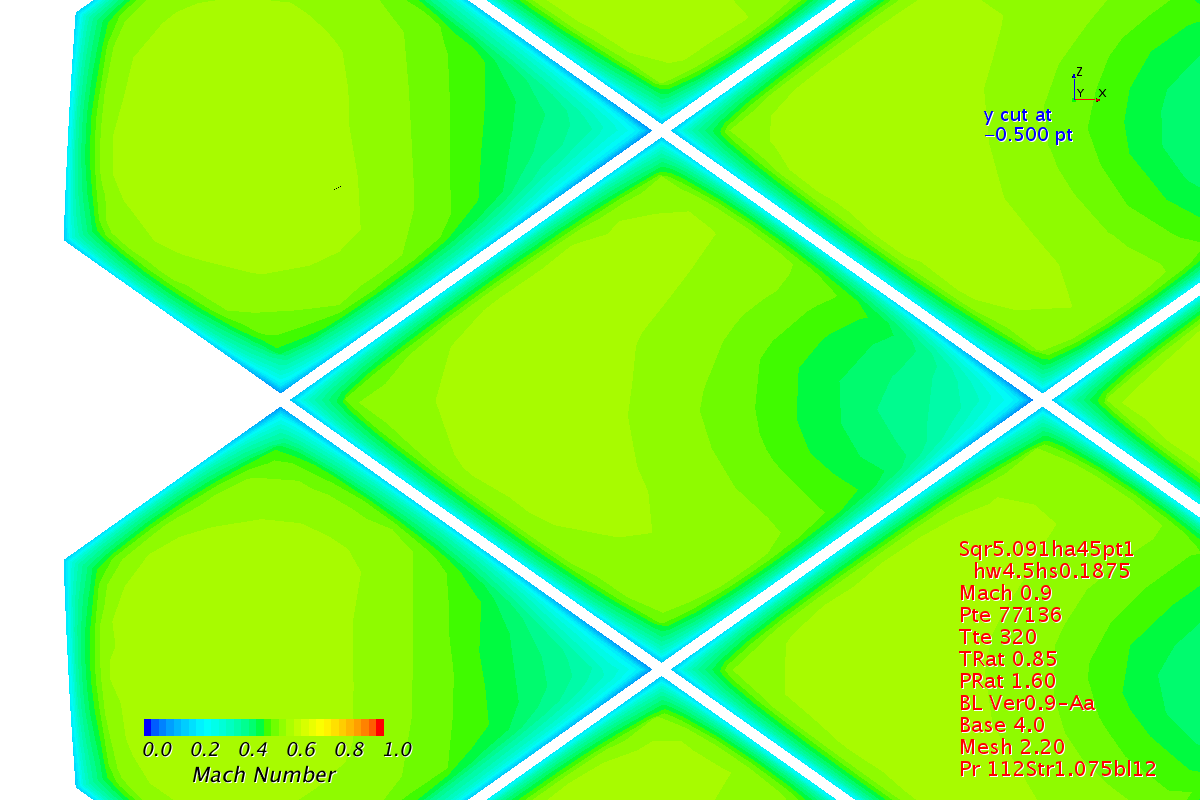 Z
Y X
y cut at
-0.500 pt
Sqr5.091ha45pt1
hw4.5hs0.1875
Mach 0.9
Pte 77136
Tte 320
TRat 0.85
PRat 1.60
BL Ver0.9-Aa
Base 4.0
Mesh 2.20
Pr 112Str1.075bl12
0.0 0.2 0.4 0.6 0.8 1.0
Mach Number